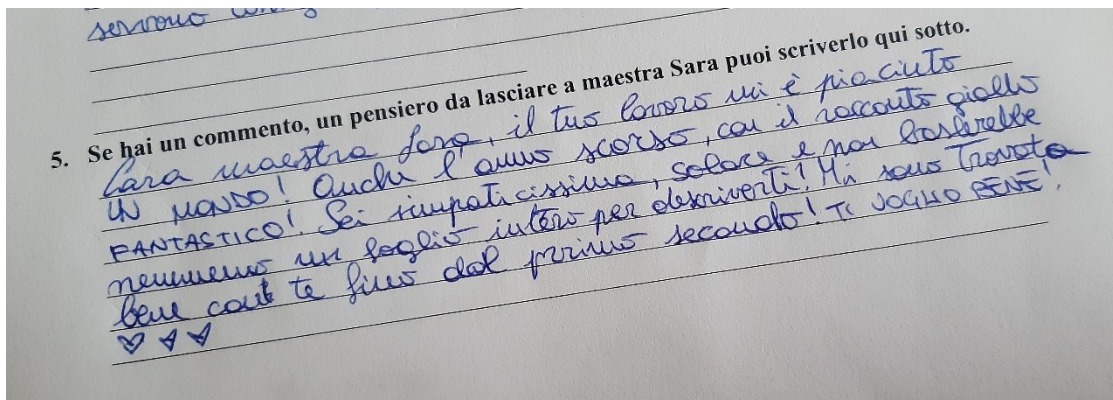 servono
5. Se hai un commento, un pensiero da lasciare a maestra Sara puoi scriverlo qui sotto.
Cara maestra Sara, il tuo lavoro mi è piaciuto
UN MONDO! Anche l'anno scorso, con il racconto giallo
FANTASTICO! Sei simpaticissima, solare e non basterebbe
nemmeno un foglio intero per descriverti! Mi sono trovata
bene con te fino dal primo secondo! TI VOGLIO BENE!
♡♡♡